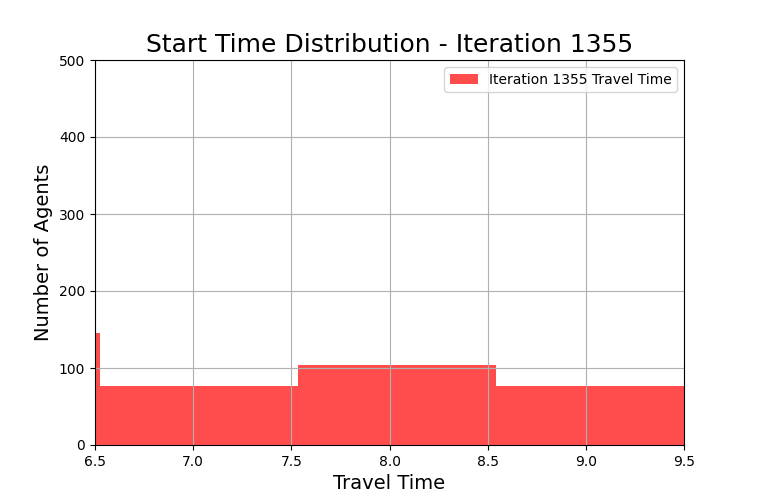 Start Time Distribution - Iteration 1355
Iteration 1355 Travel Time
Number of Agents
500
400
300
200
100
0
6.5 7.0 7.5 8.0 8.5 9.0 9.5
Travel Time